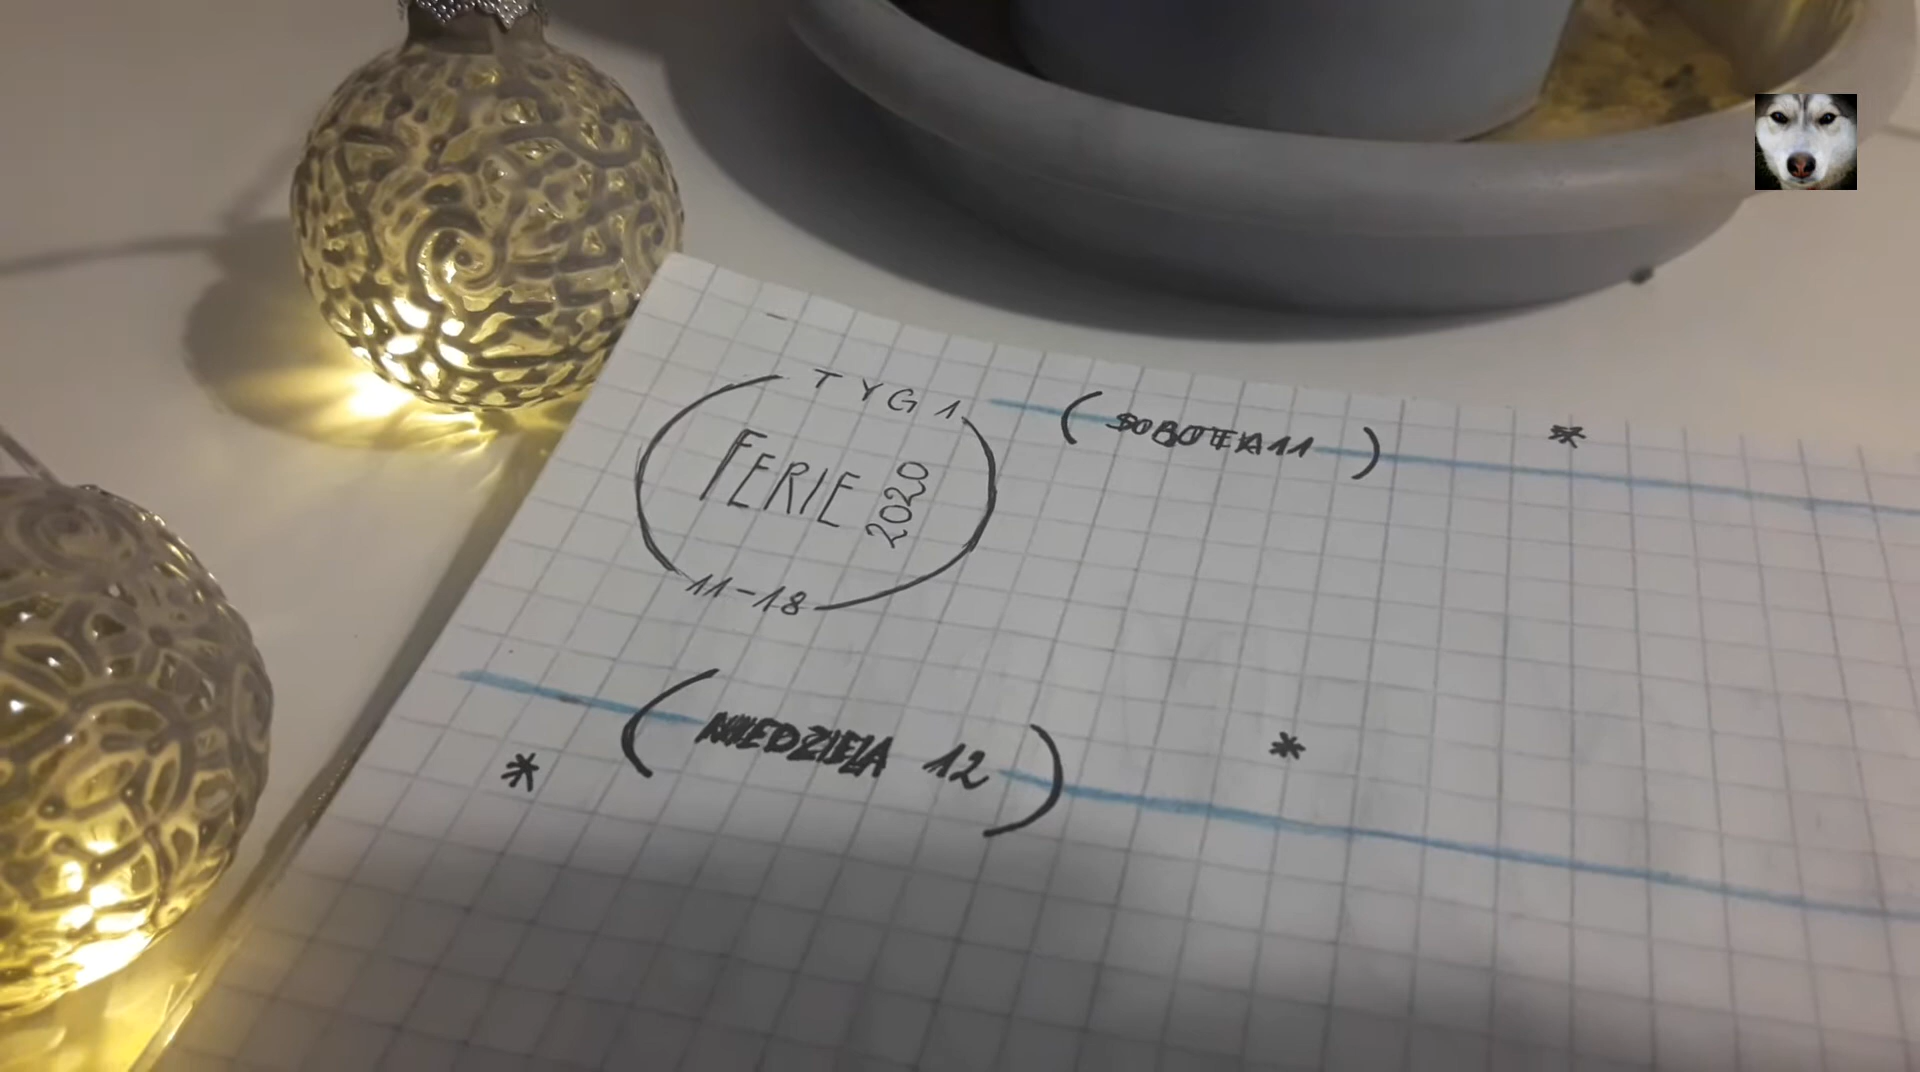 TYG 1
FERIE 2020
11-18
(SOBOTA 11)
*
(NIEDZIELA 12)
* *